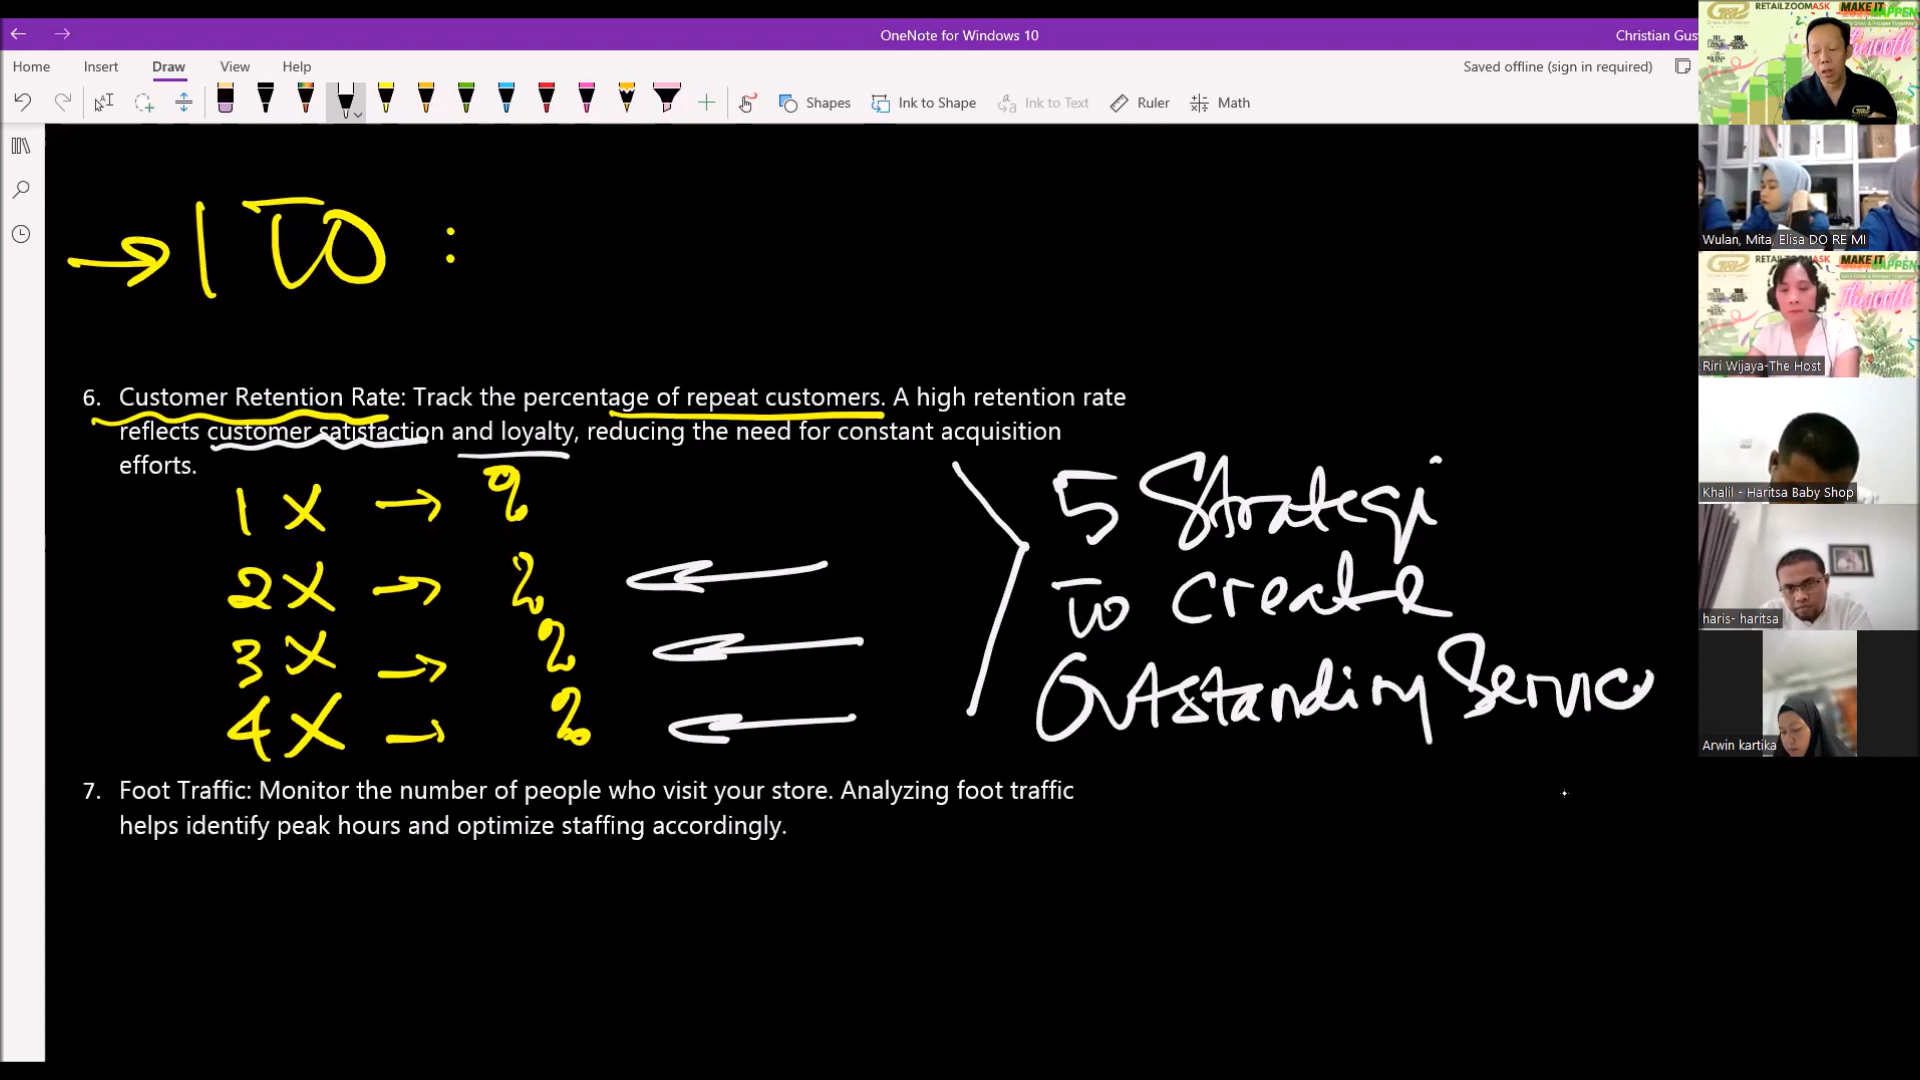 OneNote for Windows 10
Christian Gus
Home Insert Draw View Help
Saved offline (sign in required)
Shapes Ink to Shape Ink to Text Ruler Math
→ ITO :
6. Customer Retention Rate: Track the percentage of repeat customers. A high retention rate
reflects customer satisfaction and loyalty, reducing the need for constant acquisition
efforts.
1X →
2X →
3X →
4X →
5 Strategi
to create
Outstanding Service
7. Foot Traffic: Monitor the number of people who visit your store. Analyzing foot traffic
helps identify peak hours and optimize staffing accordingly.
RETAILZOOMASK MAKE IT HAPPEN
Wulan, Mita, Elisa DO RE MI
MAKE IT HAPPEN
The100th
Riri Wijaya-The Host
Khalil - Haritsa Baby Shop
haris- haritsa
Arwin kartika